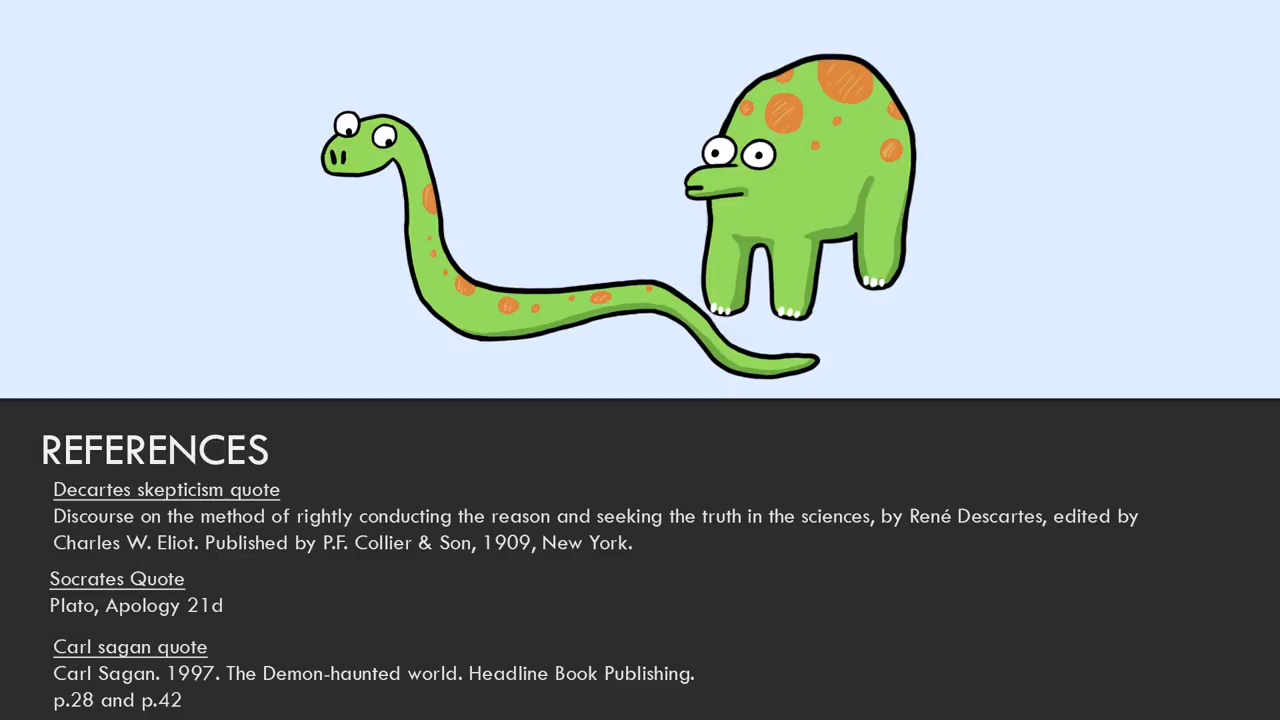 REFERENCES
Decartes skepticism quote
Discourse on the method of rightly conducting the reason and seeking the truth in the sciences, by René Descartes, edited by
Charles W. Eliot. Published by P.F. Collier & Son, 1909, New York.
Socrates Quote
Plato, Apology 21d
Carl sagan quote
Carl Sagan. 1997. The Demon-haunted world. Headline Book Publishing.
p.28 and p.42